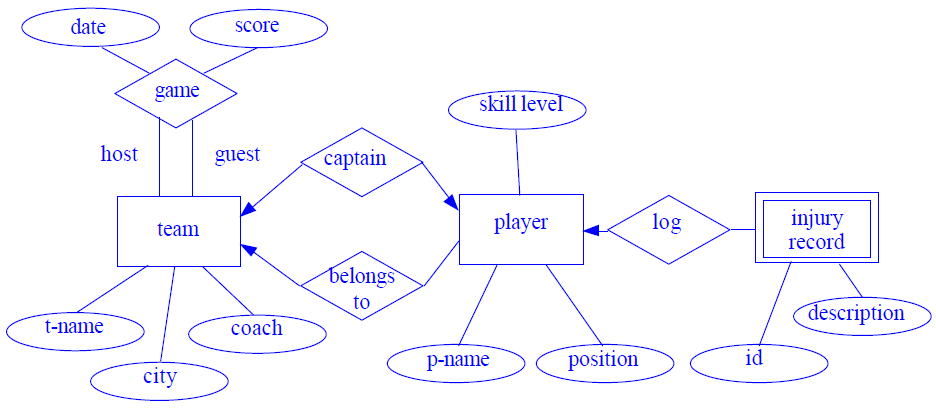 date
score
game
skill level
host
guest
captain
team
player
log
injury
record
belongs
to
t-name
coach
city
p-name
position
id
description